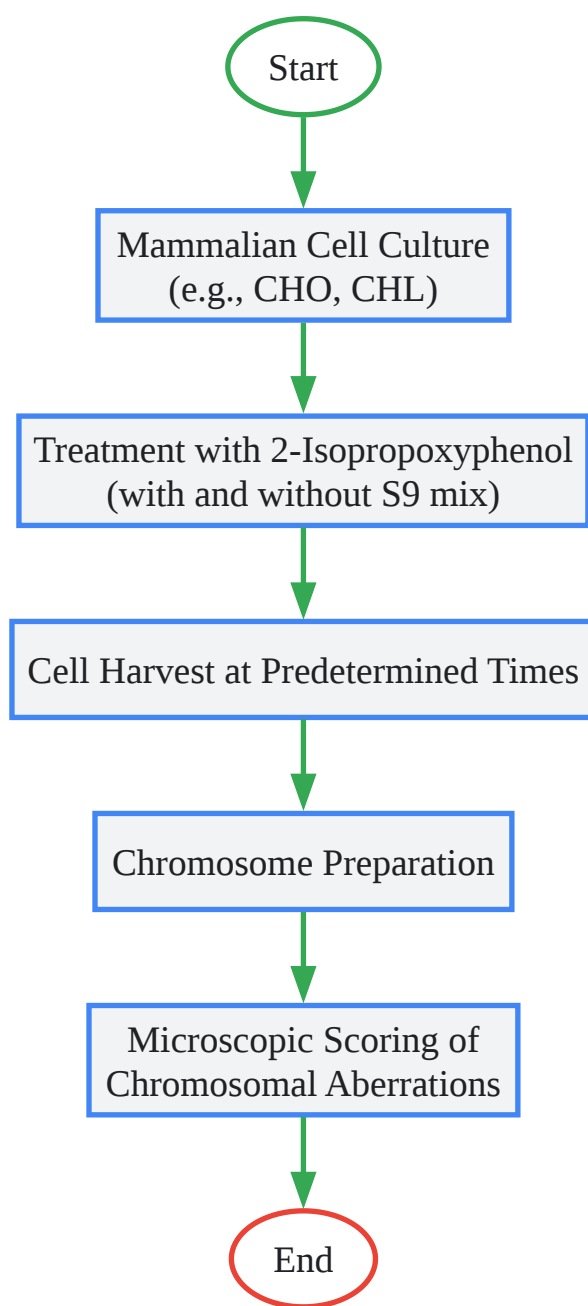 Start
Mammalian Cell Culture
(e.g., CHO, CHL)
Treatment with 2-Isopropoxyphenol
(with and without S9 mix)
Cell Harvest at Predetermined Times
Chromosome Preparation
Microscopic Scoring of
Chromosomal Aberrations
End